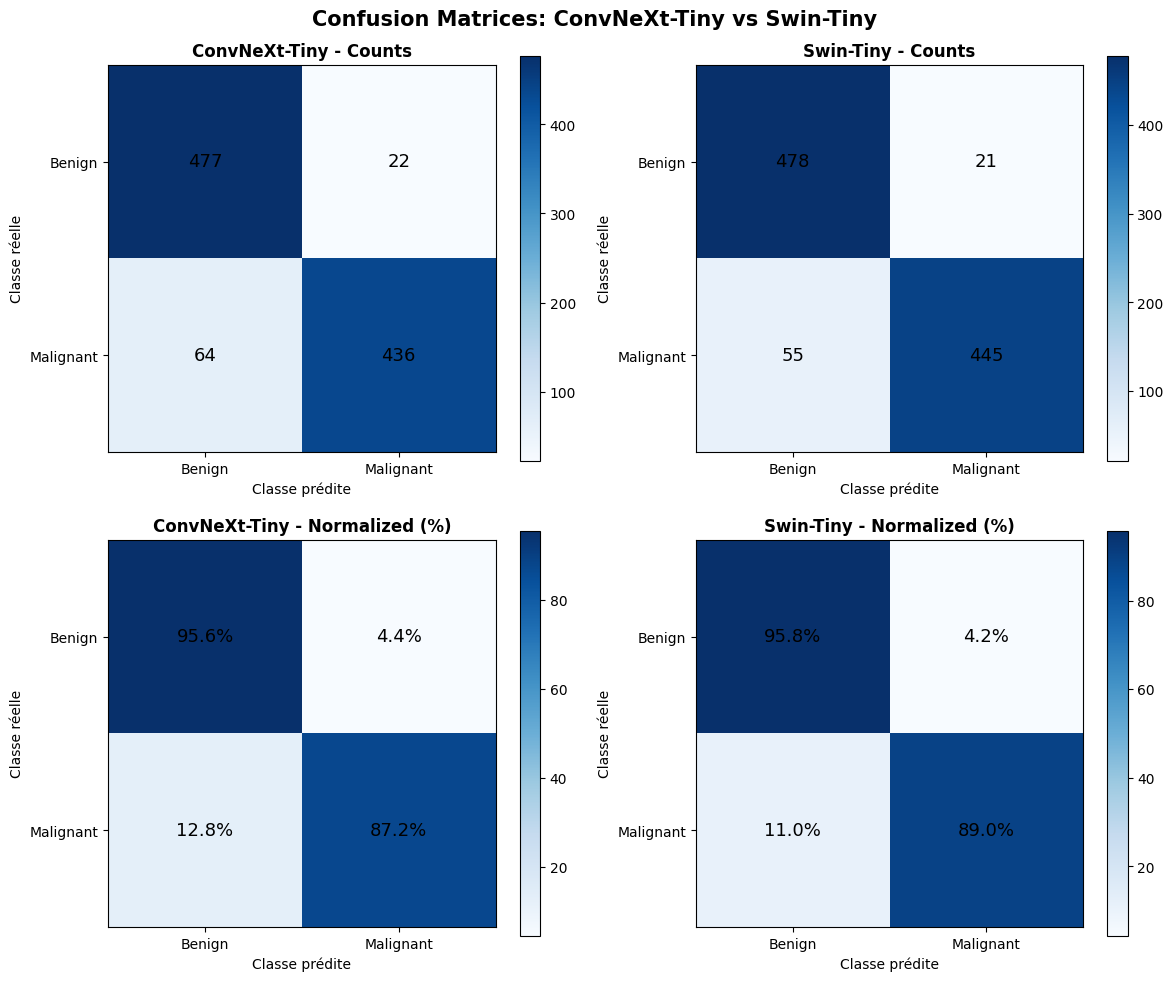 Confusion Matrices: ConvNeXt-Tiny vs Swin-Tiny
ConvNeXt-Tiny - Counts
Classe réelle
Benign
Malignant
477
22
64
436
Benign
Malignant
Classe prédite
400
300
200
100
Swin-Tiny - Counts
Classe réelle
Benign
Malignant
478
21
55
445
Benign
Malignant
Classe prédite
400
300
200
100
ConvNeXt-Tiny - Normalized (%)
Classe réelle
Benign
Malignant
95.6%
4.4%
12.8%
87.2%
Benign
Malignant
Classe prédite
80
60
40
20
Swin-Tiny - Normalized (%)
Classe réelle
Benign
Malignant
95.8%
4.2%
11.0%
89.0%
Benign
Malignant
Classe prédite
80
60
40
20